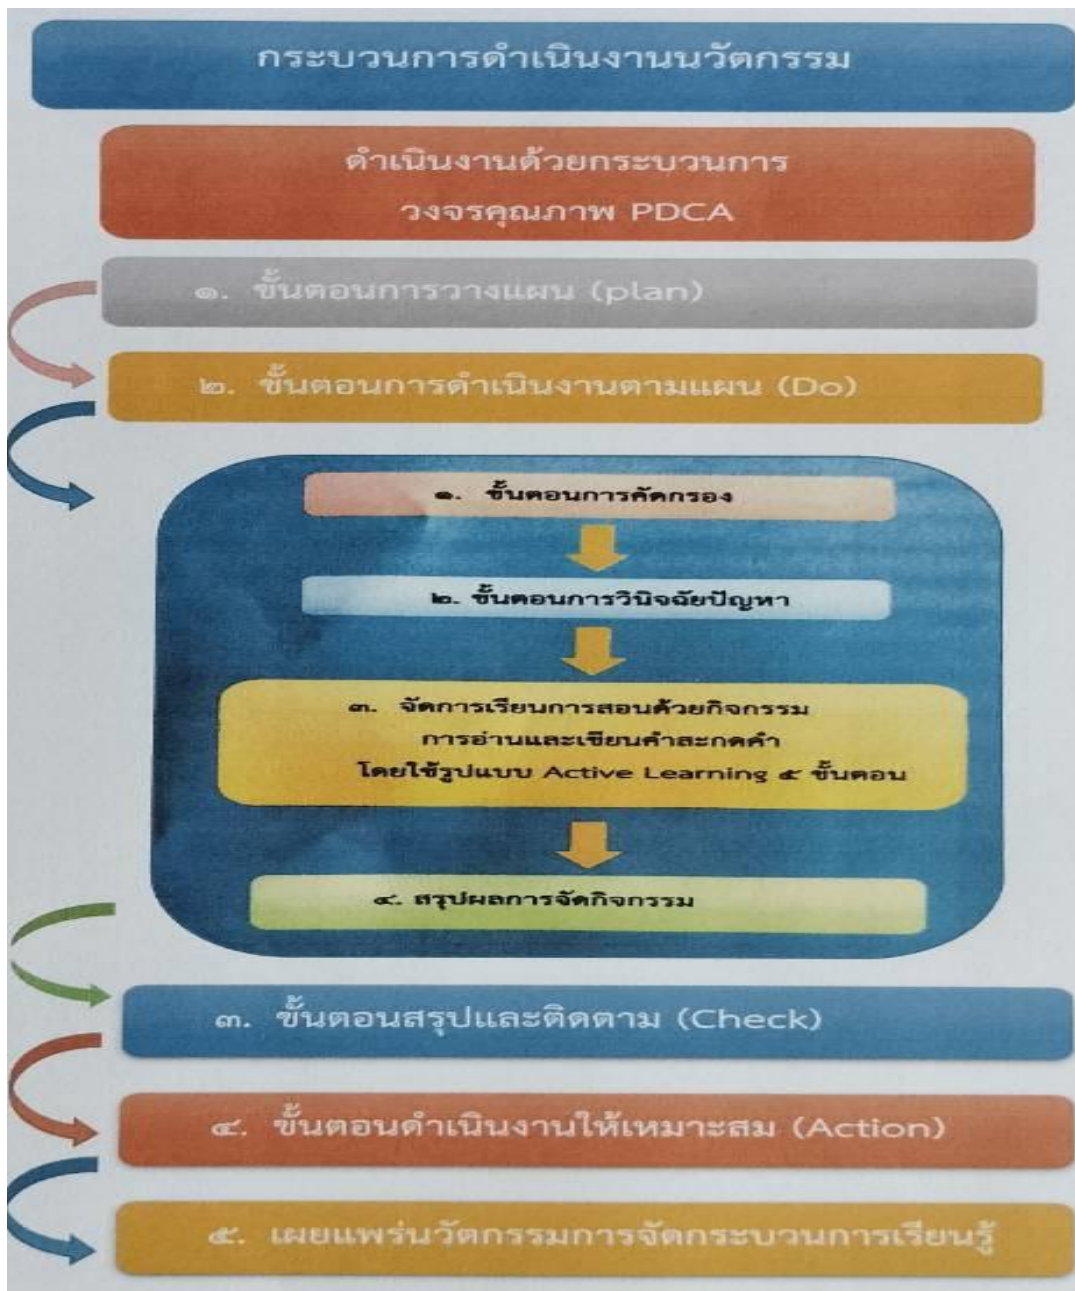 กระบวนการดำเนินงานนวัตกรรม
ดำเนินงานด้วยกระบวนการ
วงจรคุณภาพ PDCA
๑. ขั้นตอนการวางแผน (plan)
๒. ขั้นตอนการดำเนินงานตามแผน (Do)
๑. ขั้นตอนการคัดกรอง
๒. ขั้นตอนการวินิจฉัยปัญหา
๓. จัดการเรียนการสอนด้วยกิจกรรม
การอ่านและเขียนคำสะกดคำ
โดยใช้รูปแบบ Active Learning ๕ ขั้นตอน
๔. สรุปผลการจัดกิจกรรม
๓. ขั้นตอนสรุปและติดตาม (Check)
๔. ขั้นตอนดำเนินงานให้เหมาะสม (Action)
๕. เผยแพร่นวัตกรรมการจัดกระบวนการเรียนรู้